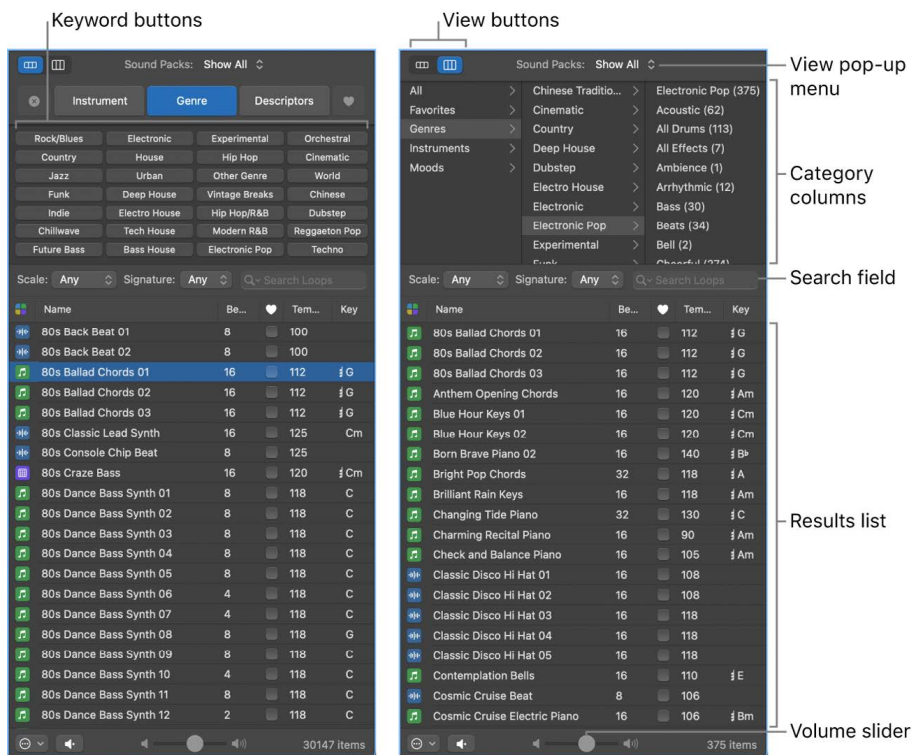 Keyword buttons
View buttons
Sound Packs: Show All
Instrument Genre Descriptors
Rock/Blues Electronic Experimental Orchestral
Country House Hip Hop Cinematic
Jazz Urban Other Genre World
Funk Deep House Vintage Breaks Chinese
Indie Electro House Hip Hop/R&B Dubstep
Chillwave Tech House Modern R&B Reggaeton Pop
Future Bass Bass House Electronic Pop Techno
Scale: Any Signature: Any Search Loops
Name Be... Tem... Key
80s Back Beat 01 8 100
80s Back Beat 02 8 100
80s Ballad Chords 01 16 112 G
80s Ballad Chords 02 16 112 G
80s Ballad Chords 03 16 112 G
80s Classic Lead Synth 16 125 Cm
80s Console Chip Beat 8 125
80s Craze Bass 16 120 Cm
80s Dance Bass Synth 01 8 118 C
80s Dance Bass Synth 02 8 118 C
80s Dance Bass Synth 03 8 118 C
80s Dance Bass Synth 04 8 118 C
80s Dance Bass Synth 05 8 118 C
80s Dance Bass Synth 06 4 118 C
80s Dance Bass Synth 07 4 118 C
80s Dance Bass Synth 08 8 118 G
80s Dance Bass Synth 09 8 118 C
80s Dance Bass Synth 10 4 118 C
80s Dance Bass Synth 11 8 118 C
80s Dance Bass Synth 12 2 118 C
30147 items
Sound Packs: Show All
All Chinese Traditio... Electronic Pop (375)
Favorites Cinematic Acoustic (62)
Genres Country All Drums (113)
Instruments Deep House All Effects (7)
Moods Dubstep Ambience (1)
Electro House Arrhythmic (12)
Electronic Bass (30)
Electronic Pop Beats (34)
Experimental Bell (2)
Funk Cheerful (274)
Scale: Any Signature: Any Search Loops
Name Be... Tem... Key
80s Ballad Chords 01 16 112 G
80s Ballad Chords 02 16 112 G
80s Ballad Chords 03 16 112 G
Anthem Opening Chords 16 120 Am
Blue Hour Keys 01 16 120 Cm
Blue Hour Keys 02 16 120 Cm
Born Brave Piano 02 16 140 B♭
Bright Pop Chords 32 118 A
Brilliant Rain Keys 16 118 Am
Changing Tide Piano 32 130 C
Charming Recital Piano 16 90 Am
Check and Balance Piano 16 105 Am
Classic Disco Hi Hat 01 16 108
Classic Disco Hi Hat 02 16 108
Classic Disco Hi Hat 03 16 118
Classic Disco Hi Hat 04 16 118
Classic Disco Hi Hat 05 16 118
Contemplation Bells 16 110 E
Cosmic Cruise Beat 8 106
Cosmic Cruise Electric Piano 16 106 Bm
375 items
View pop-up
menu
Category
columns
Search field
Results list
Volume slider